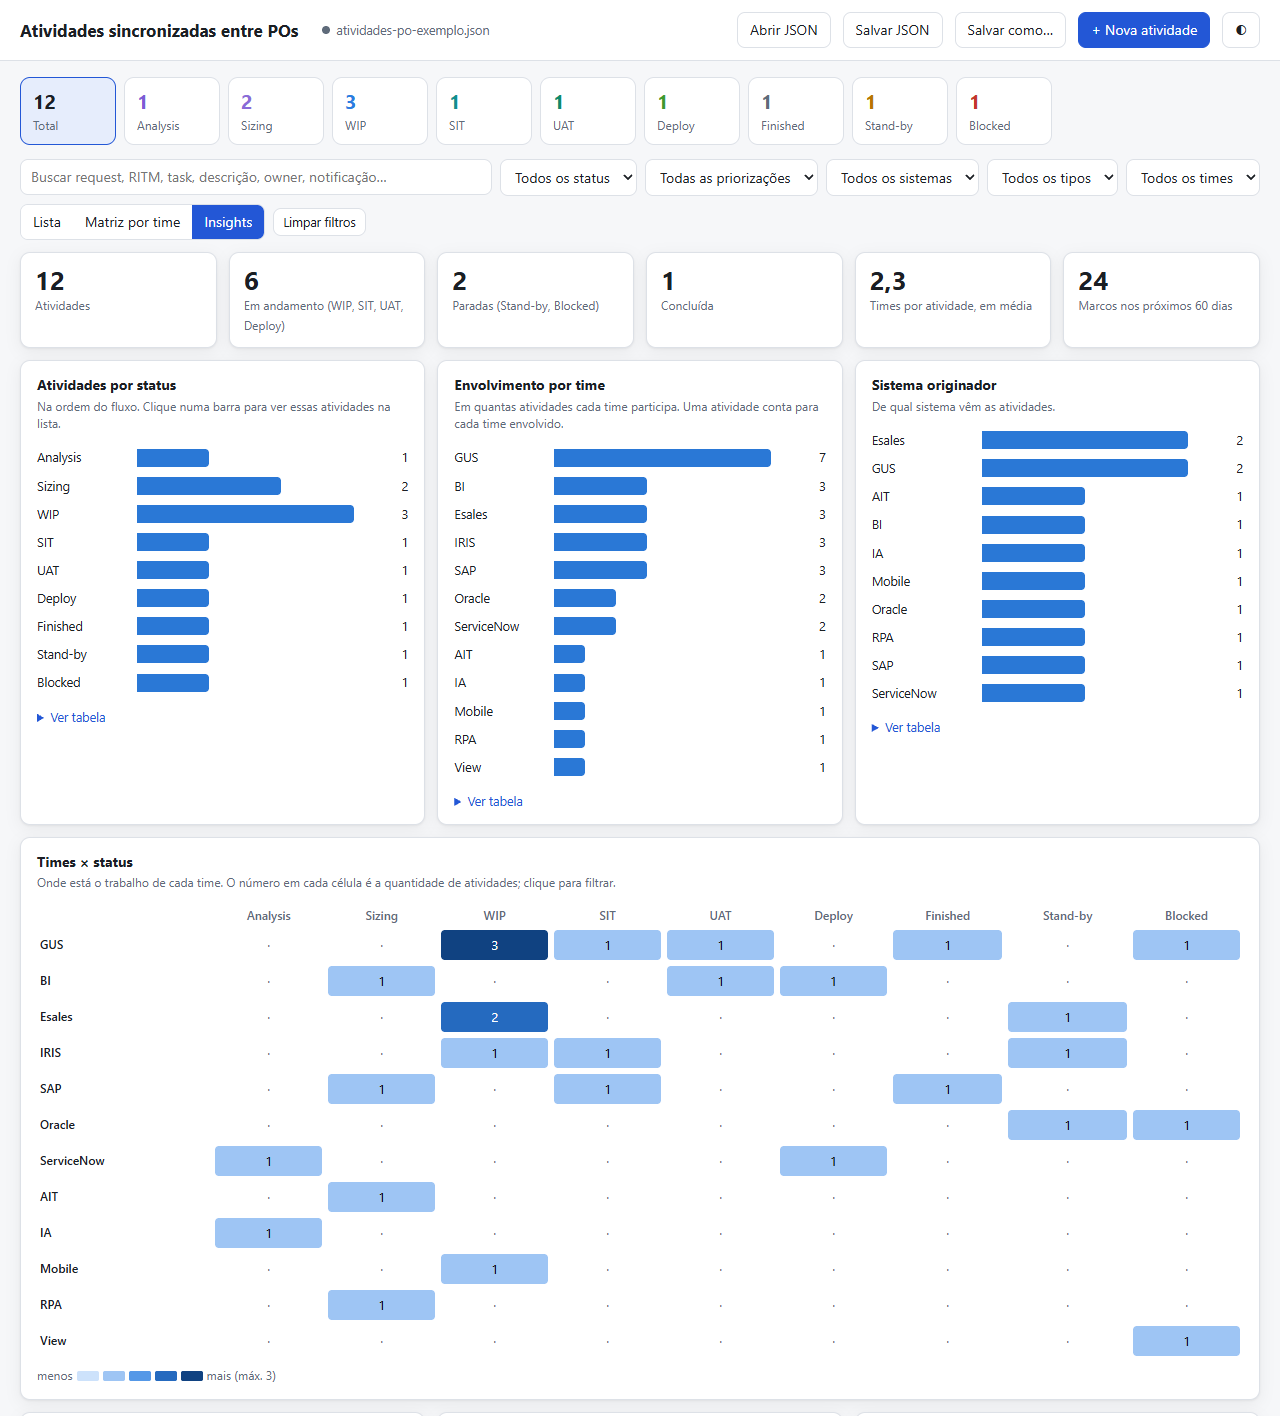 Atividades sincronizadas entre POs
atividades-po-exemplo.json
Abrir JSON
Salvar JSON
Salvar como...
+ Nova atividade
12
Total
1
Analysis
2
Sizing
3
WIP
1
SIT
1
UAT
1
Deploy
1
Finished
1
Stand-by
1
Blocked
Buscar request, RITM, task, descrição, owner, notificação...
Todos os status
Todas as priorizações
Todos os sistemas
Todos os tipos
Todos os times
Lista
Matriz por time
Insights
Limpar filtros
12
Atividades
6
Em andamento (WIP, SIT, UAT,
Deploy)
2
Paradas (Stand-by, Blocked)
1
Concluída
2,3
Times por atividade, em média
24
Marcos nos próximos 60 dias
Atividades por status
Na ordem do fluxo. Clique numa barra para ver essas atividades na
lista.
Analysis 1
Sizing 2
WIP 3
SIT 1
UAT 1
Deploy 1
Finished 1
Stand-by 1
Blocked 1
▶ Ver tabela
Envolvimento por time
Em quantas atividades cada time participa. Uma atividade conta para
cada time envolvido.
GUS 7
BI 3
Esales 3
IRIS 3
SAP 3
Oracle 2
ServiceNow 2
AIT 1
IA 1
Mobile 1
RPA 1
View 1
▶ Ver tabela
Sistema originador
De qual sistema vêm as atividades.
Esales 2
GUS 2
AIT 1
BI 1
IA 1
Mobile 1
Oracle 1
RPA 1
SAP 1
ServiceNow 1
▶ Ver tabela
Times × status
Onde está o trabalho de cada time. O número em cada célula é a quantidade de atividades; clique para filtrar.
Analysis Sizing WIP SIT UAT Deploy Finished Stand-by Blocked
GUS · · 3 1 1 · 1 · 1
BI · 1 · · 1 1 · · ·
Esales · · 2 · · · · 1 ·
IRIS · · 1 1 · · · 1 ·
SAP · 1 · 1 · · 1 · ·
Oracle · · · · · · · 1 1
ServiceNow 1 · · · · 1 · · ·
AIT · 1 · · · · · · ·
IA 1 · · · · · · · ·
Mobile · · 1 · · · · · ·
RPA · 1 · · · · · · ·
View · · · · · · · · 1
menos mais (máx. 3)